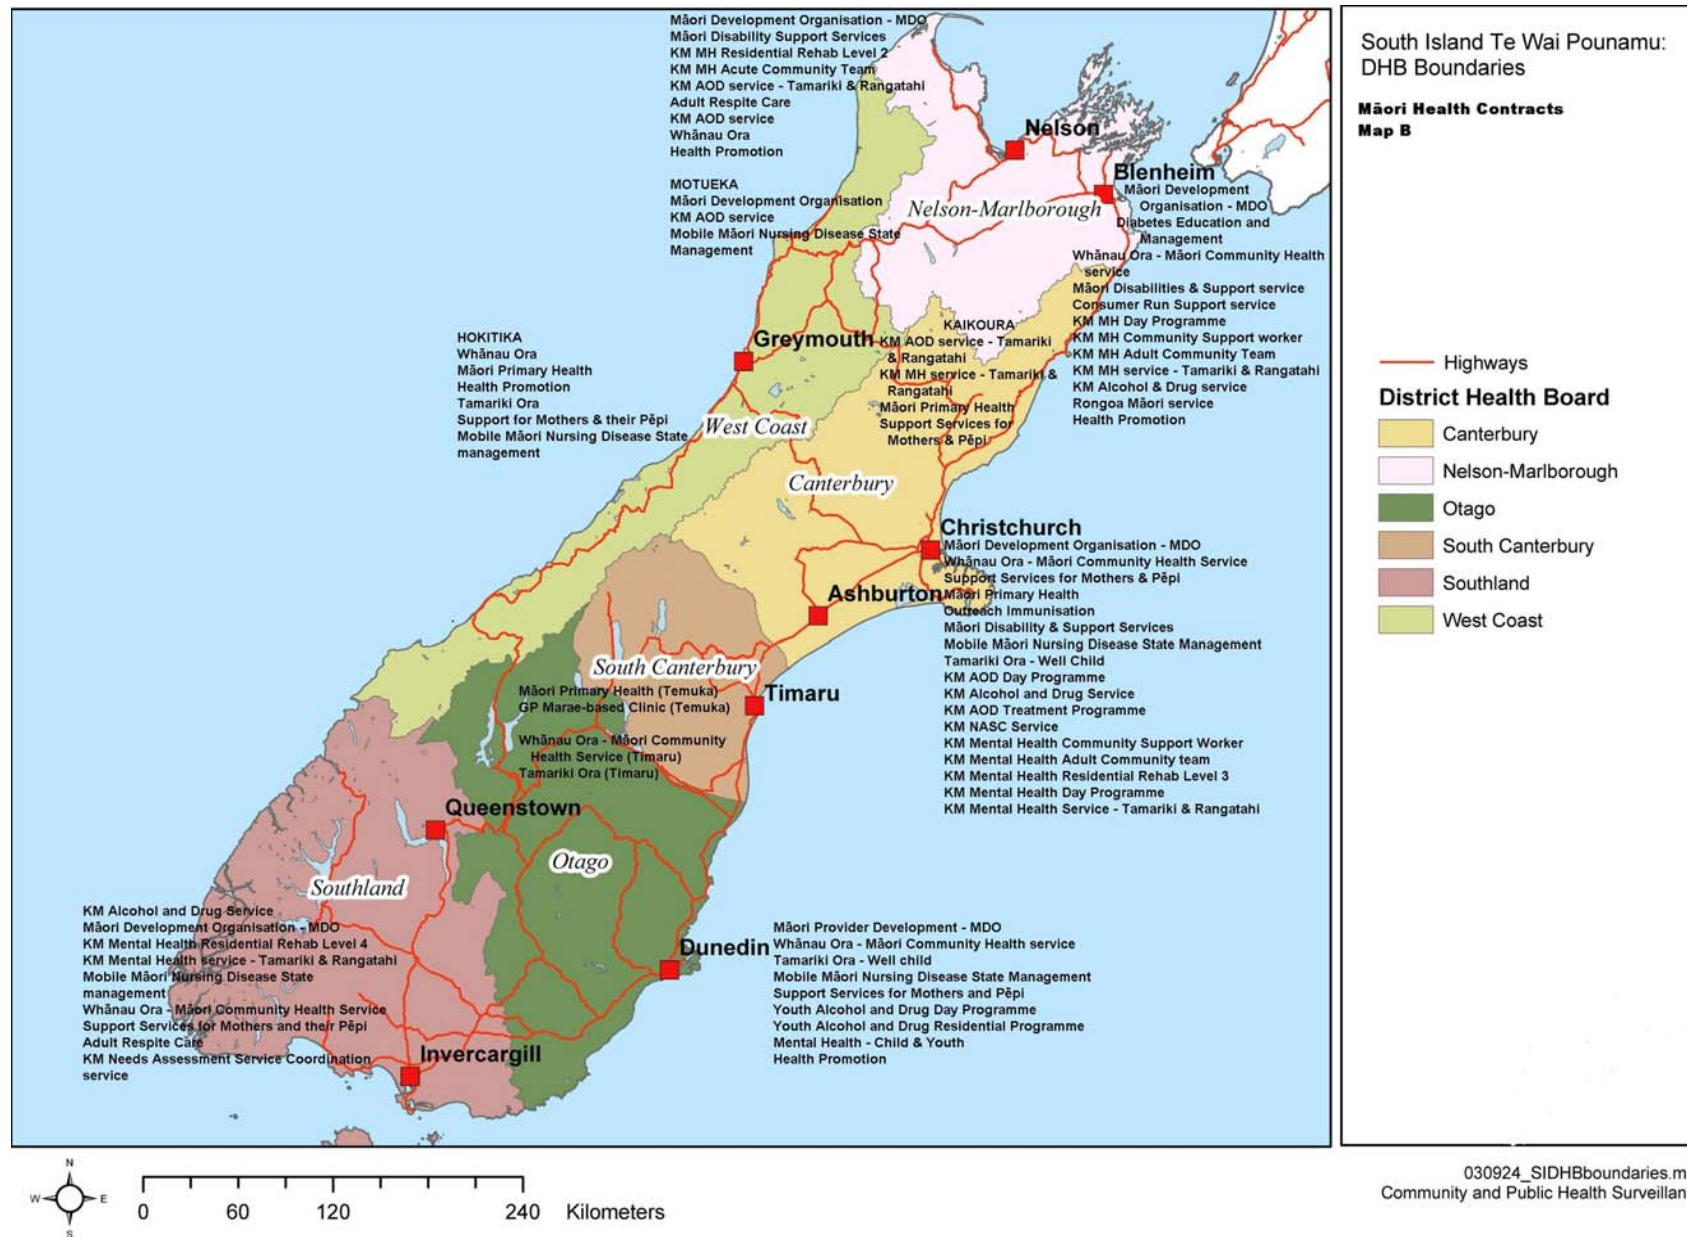 Māori Development Organisation - MDO
Māori Disability Support Services
KM MH Residential Rehab Level 2
KM MH Acute Community Team
KM AOD service - Tamariki & Rangatahi
Adult Respite Care
KM AOD service
Whānau Ora
Health Promotion
MOTUEKA
Māori Development Organisation
KM AOD service
Mobile Māori Nursing Disease State
Management
Nelson
Blenheim
Nelson-Marlborough
Māori Development
Organisation - MDO
Diabetes Education and
Management
Whānau Ora - Māori Community Health
service
Māori Disabilities & Support service
Consumer Run Support service
KM MH Day Programme
KM MH Community Support worker
KM MH Adult Community Team
KM MH service - Tamariki & Rangatahi
KM Alcohol & Drug service
Rongoa Māori service
Health Promotion
KAIKOURA
KM AOD service - Tamariki
& Rangatahi
KM MH service - Tamariki &
Rangatahi
Māori Primary Health
Support Services for
Mothers & Pēpi
Greymouth
HOKITIKA
Whānau Ora
Māori Primary Health
Health Promotion
Tamariki Ora
Support for Mothers & their Pēpi
Mobile Māori Nursing Disease State
management
West Coast
Canterbury
Christchurch
Māori Development Organisation - MDO
Whānau Ora - Māori Community Health Service
Support Services for Mothers & Pēpi
Māori Primary Health
Outreach Immunisation
Māori Disability & Support Services
Mobile Māori Nursing Disease State Management
Tamariki Ora - Well Child
KM AOD Day Programme
KM Alcohol and Drug Service
KM AOD Treatment Programme
KM NASC Service
KM Mental Health Community Support Worker
KM Mental Health Adult Community team
KM Mental Health Residential Rehab Level 3
KM Mental Health Day Programme
KM Mental Health Service - Tamariki & Rangatahi
Ashburton
South Canterbury
Timaru
Māori Primary Health (Temuka)
GP Marae-based Clinic (Temuka)
Whānau Ora - Māori Community
Health Service (Timaru)
Tamariki Ora (Timaru)
Queenstown
Otago
Southland
KM Alcohol and Drug Service
Māori Development Organisation - MDO
KM Mental Health Residential Rehab Level 4
KM Mental Health service - Tamariki & Rangatahi
Mobile Māori Nursing Disease State
management
Whānau Ora - Māori Community Health Service
Support Services for Mothers and their Pēpi
Adult Respite Care
KM Needs Assessment Service Coordination
service
Invercargill
Dunedin
Māori Provider Development - MDO
Whānau Ora - Māori Community Health service
Tamariki Ora - Well child
Mobile Māori Nursing Disease State Management
Support Services for Mothers and Pēpi
Youth Alcohol and Drug Day Programme
Youth Alcohol and Drug Residential Programme
Mental Health - Child & Youth
Health Promotion
South Island Te Wai Pounamu:
DHB Boundaries
Māori Health Contracts
Map B
Highways
District Health Board
Canterbury
Nelson-Marlborough
Otago
South Canterbury
Southland
West Coast
N
W E
S
0 60 120 240 Kilometers
030924_SIDHBboundaries.m
Community and Public Health Surveillan